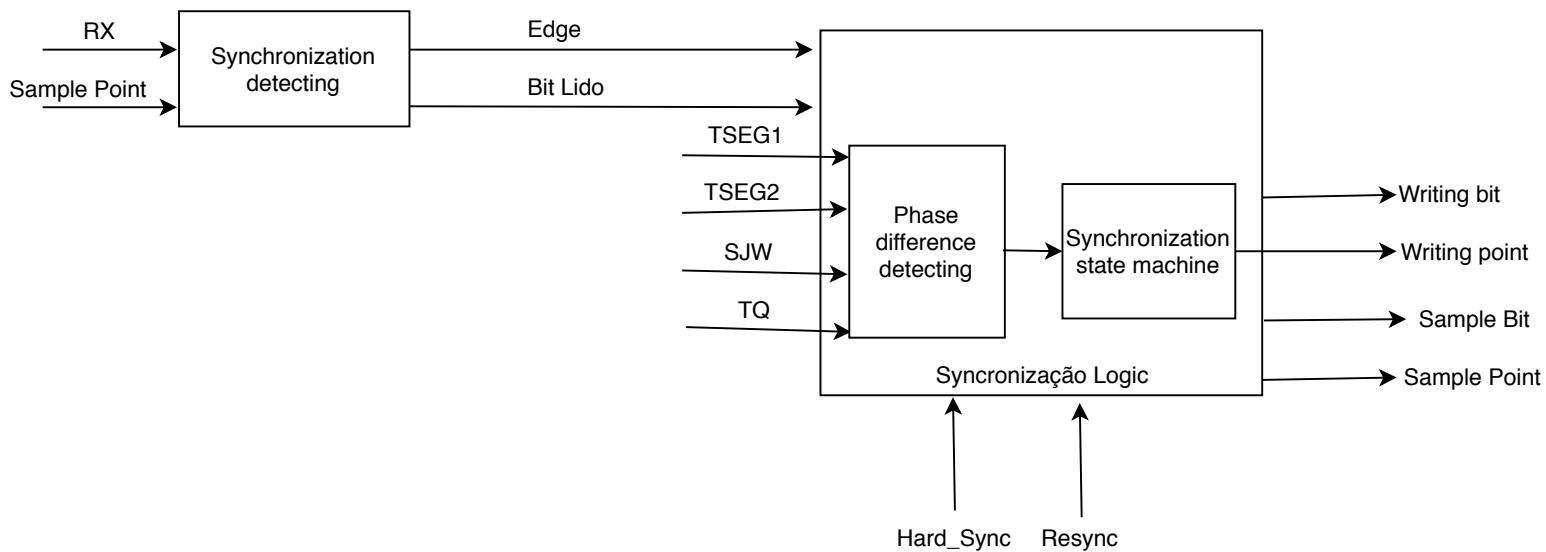 RX
Sample Point
Synchronization
detecting
Edge
Bit Lido
TSEG1
TSEG2
SJW
TQ
Phase
difference
detecting
Synchronization
state machine
Syncronização Logic
Writing bit
Writing point
Sample Bit
Sample Point
Hard_Sync
Resync